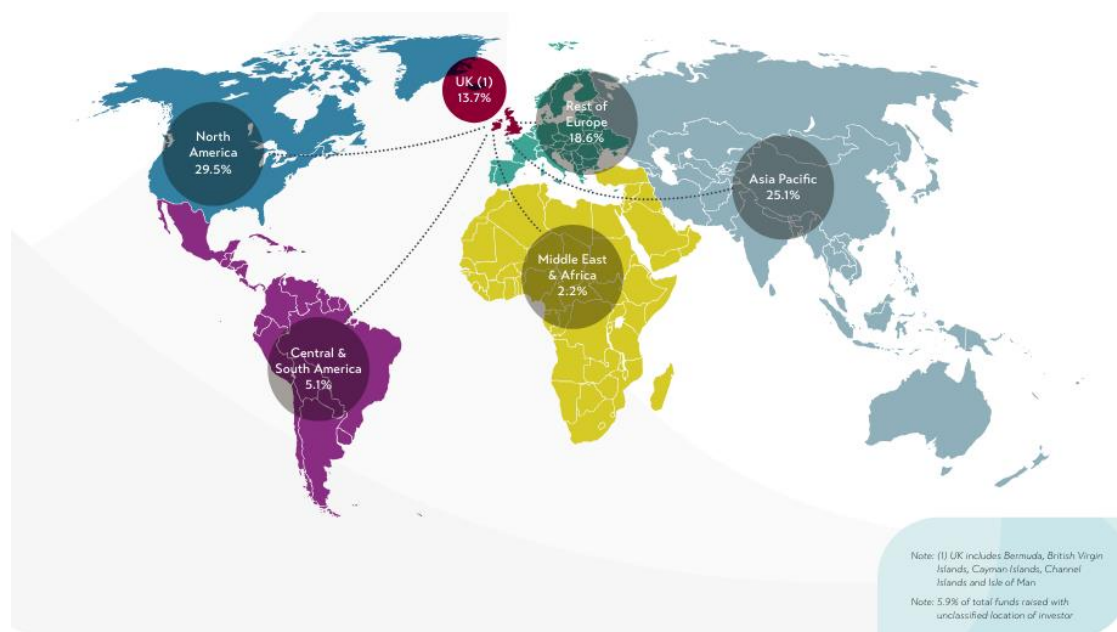 UK (1)
13.7%
Rest of
Europe
18.6%
North
America
29.5%
Asia Pacific
25.1%
Middle East
& Africa
2.2%
Central &
South America
5.1%
Note: (1) UK includes Bermuda, British Virgin
Islands, Cayman Islands, Channel
Islands and Isle of Man
Note: 5.9% of total funds raised with
unclassified location of investor